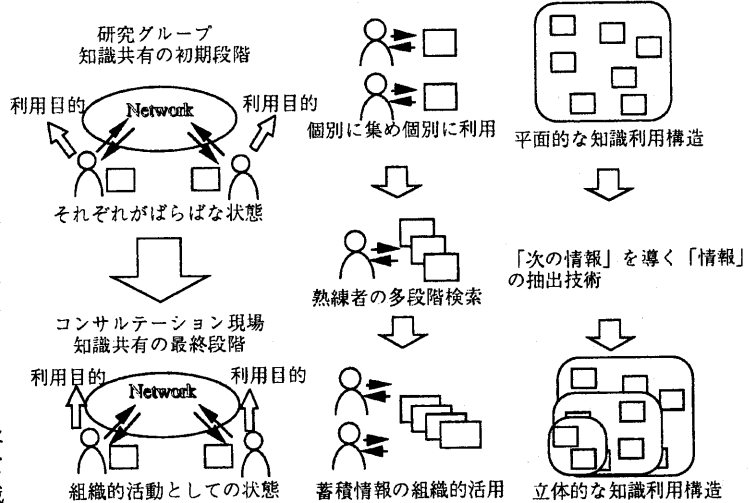 研究グループ
知識共有の初期段階
利用目的
Network
利用目的
それぞれがばらばな状態
コンサルテーション現場
知識共有の最終段階
利用目的
Network
利用目的
組織的活動としての状態
個別に集め個別に利用
熟練者の多段階検索
蓄積情報の組織的活用
平面的な知識利用構造
「次の情報」を導く「情報」
の抽出技術
立体的な知識利用構造